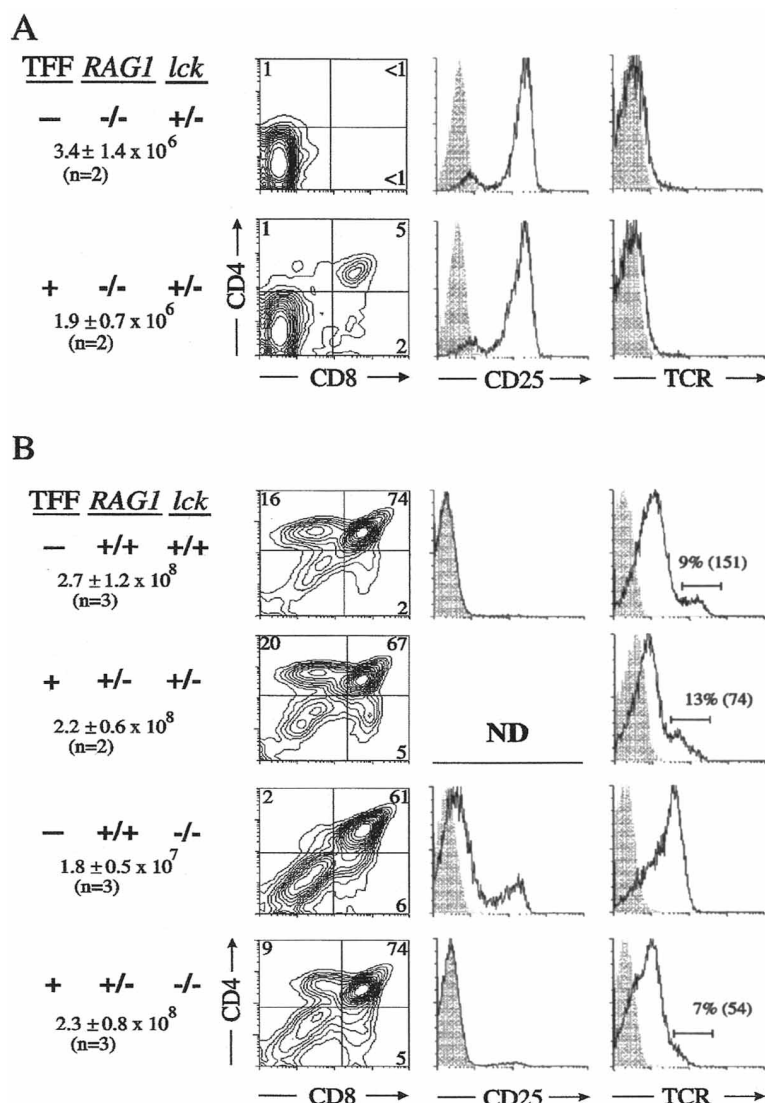 A
TFF RAG1 lck
— -/- +/-
3.4 ± 1.4 x 10^6
(n=2)
1 <1
<1
+ -/- +/-
1.9 ± 0.7 x 10^6
(n=2)
1 5
2
CD4
CD8 CD25 TCR
B
TFF RAG1 lck
— +/+ +/+
2.7 ± 1.2 x 10^8
(n=3)
16 74
2
9% (151)
+ +/- +/-
2.2 ± 0.6 x 10^8
(n=2)
20 67
5
ND
13% (74)
— +/+ -/-
1.8 ± 0.5 x 10^7
(n=3)
2 61
6
+ +/- -/-
2.3 ± 0.8 x 10^8
(n=3)
9 74
5
7% (54)
CD4
CD8 CD25 TCR